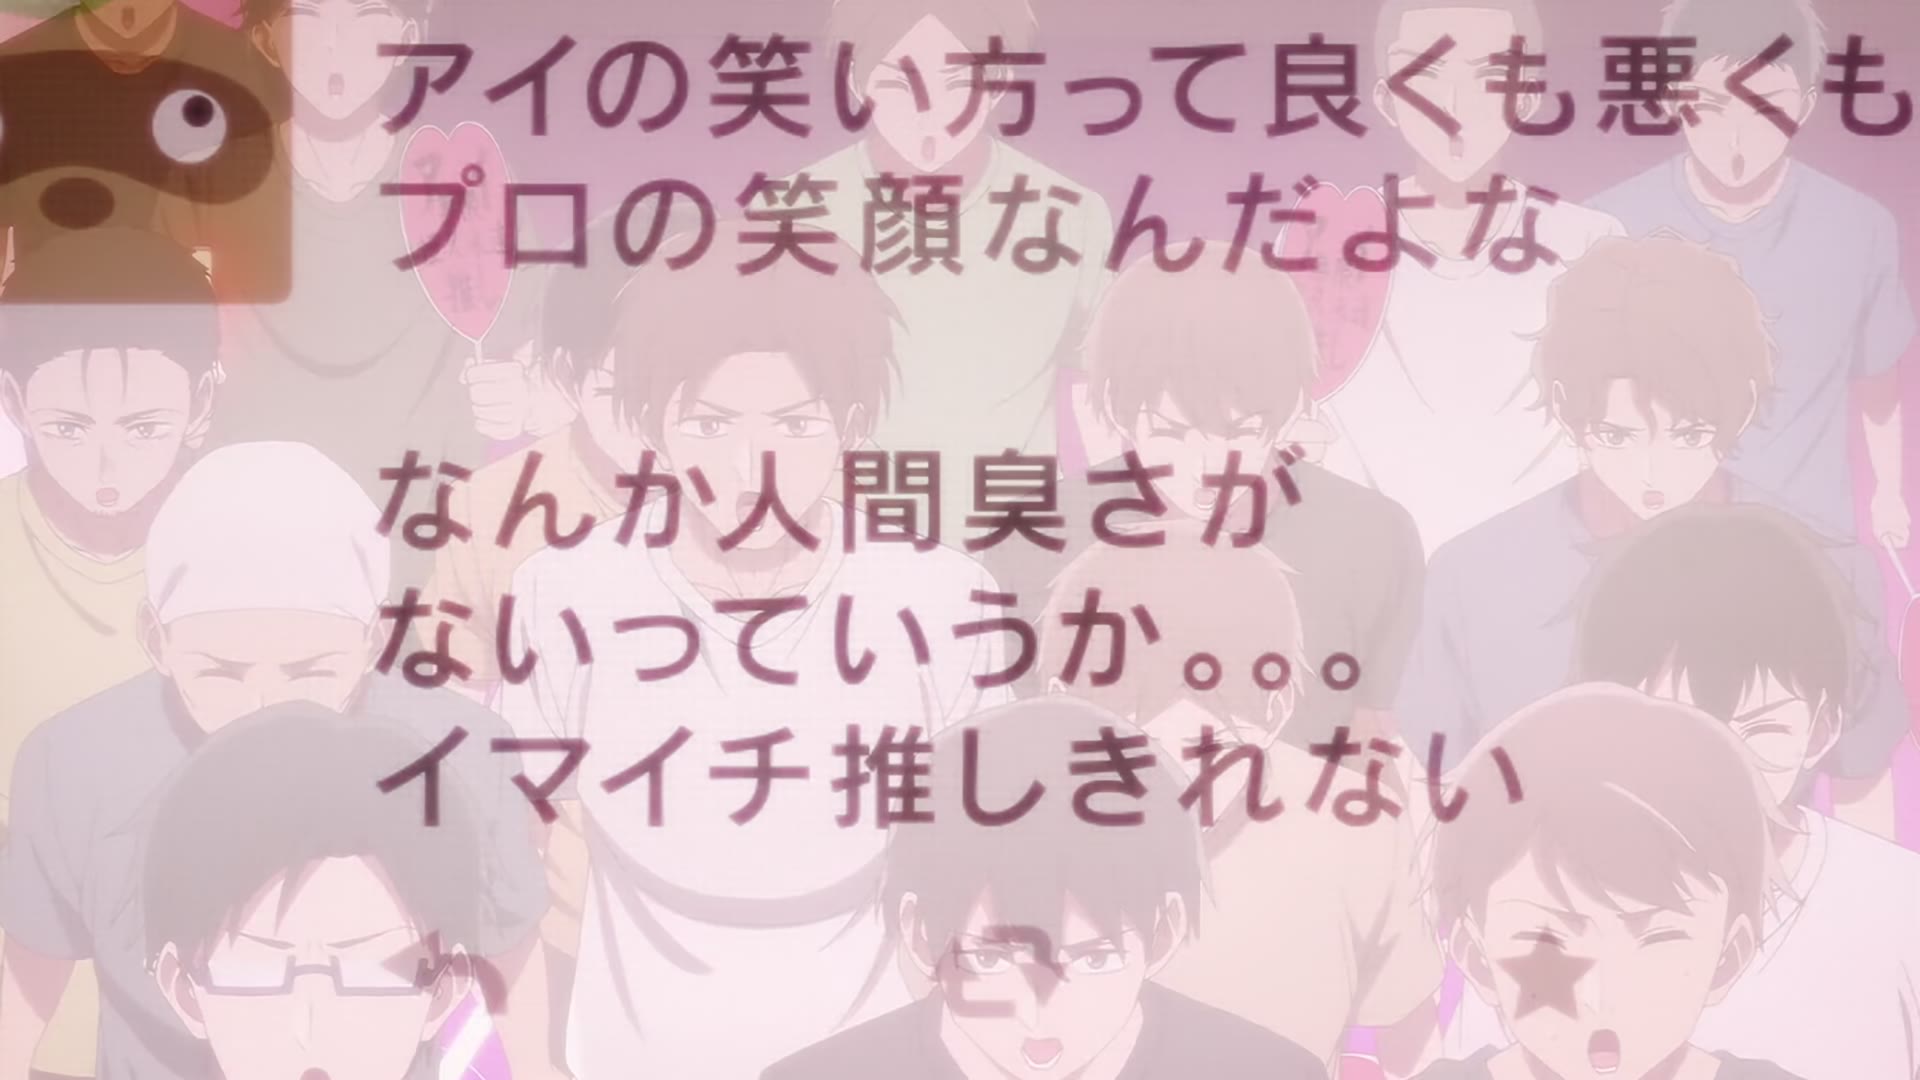 アイの笑い方って良くも悪くも
プロの笑顔なんだよな
なんか人間臭さが
ないっていうか。。。
イマイチ推しきれない